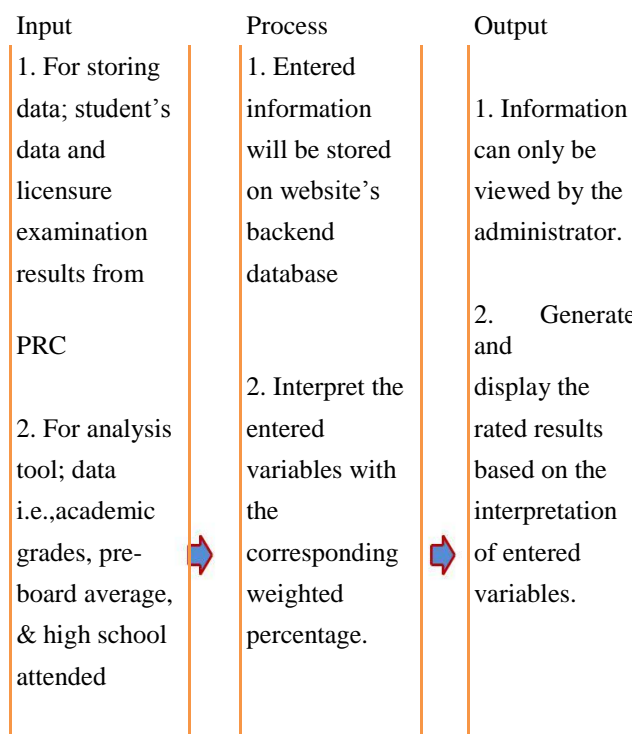 Input
1. For storing
data; student’s
data and
licensure
examination
results from
PRC
2. For analysis
tool; data
i.e.,academic
grades, pre-
board average,
& high school
attended
Process
1. Entered
information
will be stored
on website’s
backend
database
2. Interpret the
entered
variables with
the
corresponding
weighted
percentage.
Output
1. Information
can only be
viewed by the
administrator.
2. Generate
and
display the
rated results
based on the
interpretation
of entered
variables.